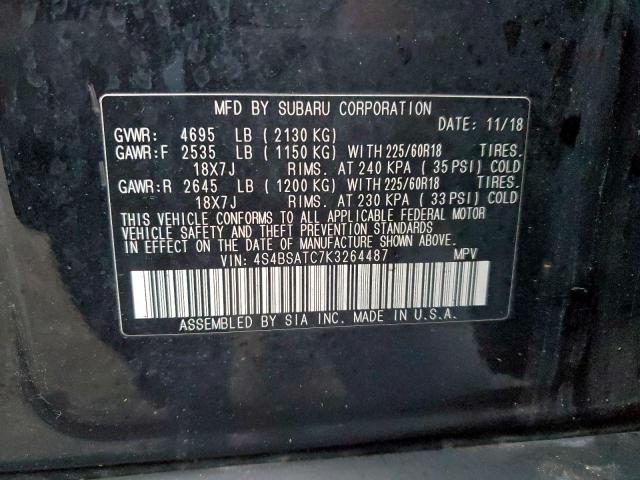 MFD BY SUBARU CORPORATION
DATE: 11/18
GVWR: 4695 LB (2130 KG)
GAWR:F 2535 LB (1150 KG) WITH 225/60R18 TIRES.
18X7J RIMS. AT 240 KPA (35 PSI) COLD
GAWR:R 2645 LB (1200 KG) WITH 225/60R18 TIRES.
18X7J RIMS. AT 230 KPA (33 PSI) COLD
THIS VEHICLE CONFORMS TO ALL APPLICABLE FEDERAL MOTOR
VEHICLE SAFETY AND THEFT PREVENTION STANDARDS
IN EFFECT ON THE DATE OF MANUFACTURE SHOWN ABOVE.
VIN: 4S4BSATC7K3264487 MPV
ASSEMBLED BY SIA INC. MADE IN U.S.A.